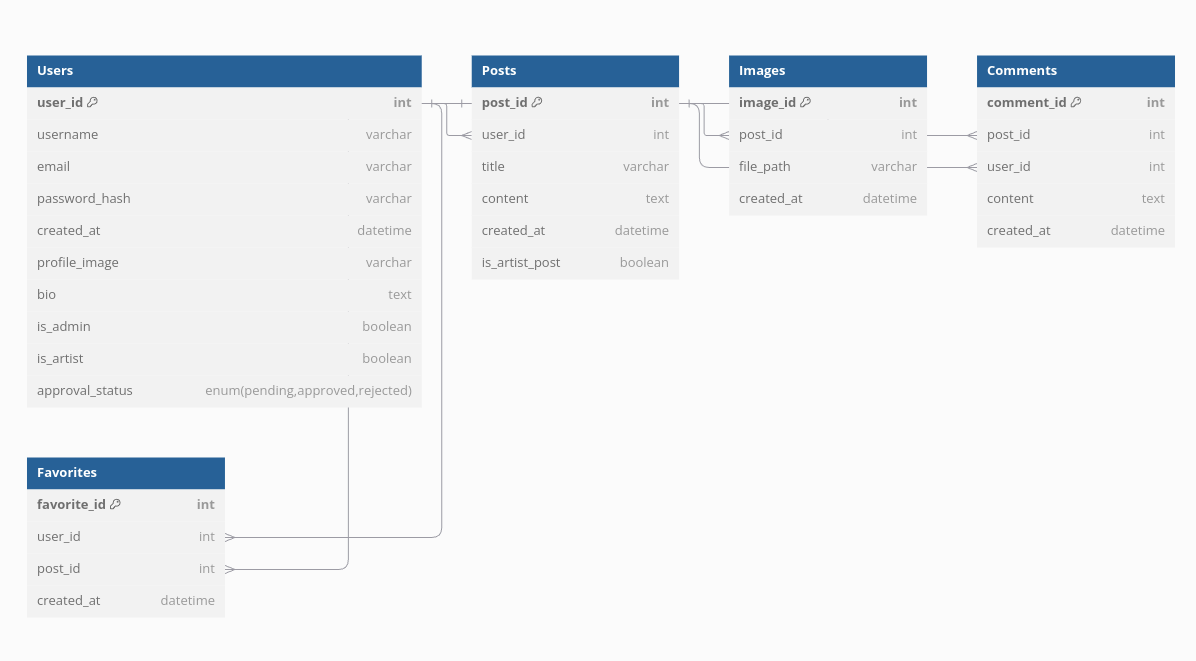 Users
user_id int
username varchar
email varchar
password_hash varchar
created_at datetime
profile_image varchar
bio text
is_admin boolean
is_artist boolean
approval_status enum(pending,approved,rejected)
Posts
post_id int
user_id int
title varchar
content text
created_at datetime
is_artist_post boolean
Images
image_id int
post_id int
file_path varchar
created_at datetime
Comments
comment_id int
post_id int
user_id int
content text
created_at datetime
Favorites
favorite_id int
user_id int
post_id int
created_at datetime